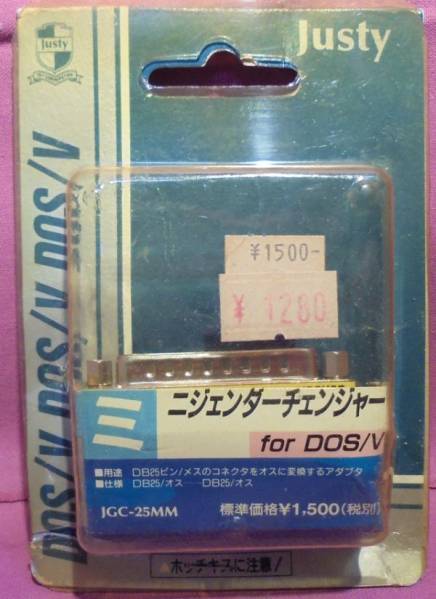 Justy
Justy
DOS/V DOS/V DOS/V
¥1500-
¥1280
ミニジェンダーチェンジャー
for DOS/V
■用途 DB25ピン/メスのコネクタをオスに変換するアダプタ
■仕様 DB25/オス──DB25/オス
JGC-25MM 標準価格¥1,500(税別)
ホッチキスに注意!